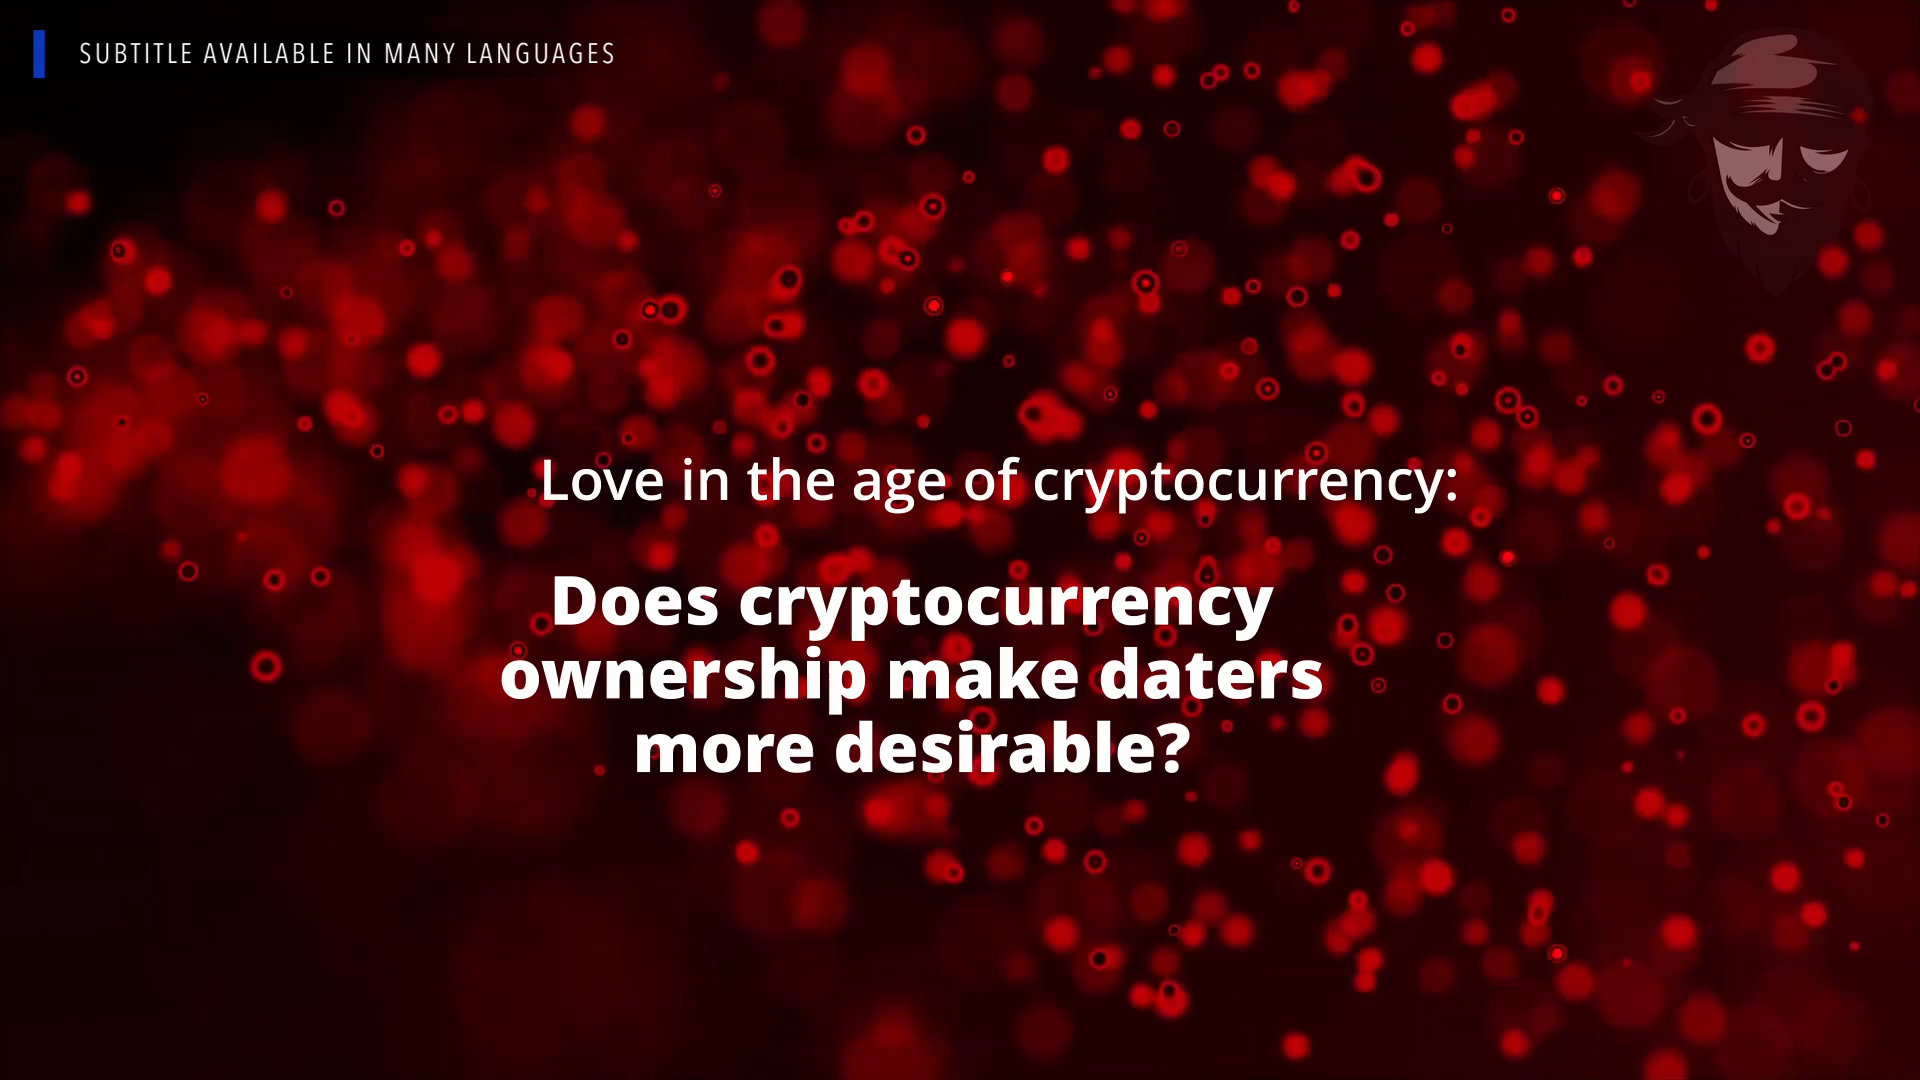 SUBTITLE AVAILABLE IN MANY LANGUAGES
Love in the age of cryptocurrency:
Does cryptocurrency
ownership make daters
more desirable?